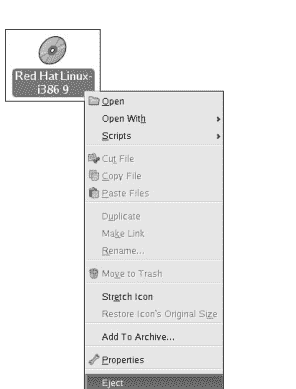 Red Hat Linux-
i386 9
Open
Open With
Scripts
Cut File
Copy File
Paste Files
Duplicate
Make Link
Rename...
Move to Trash
Stretch Icon
Restore Icon's Original Size
Add To Archive...
Properties
Eject